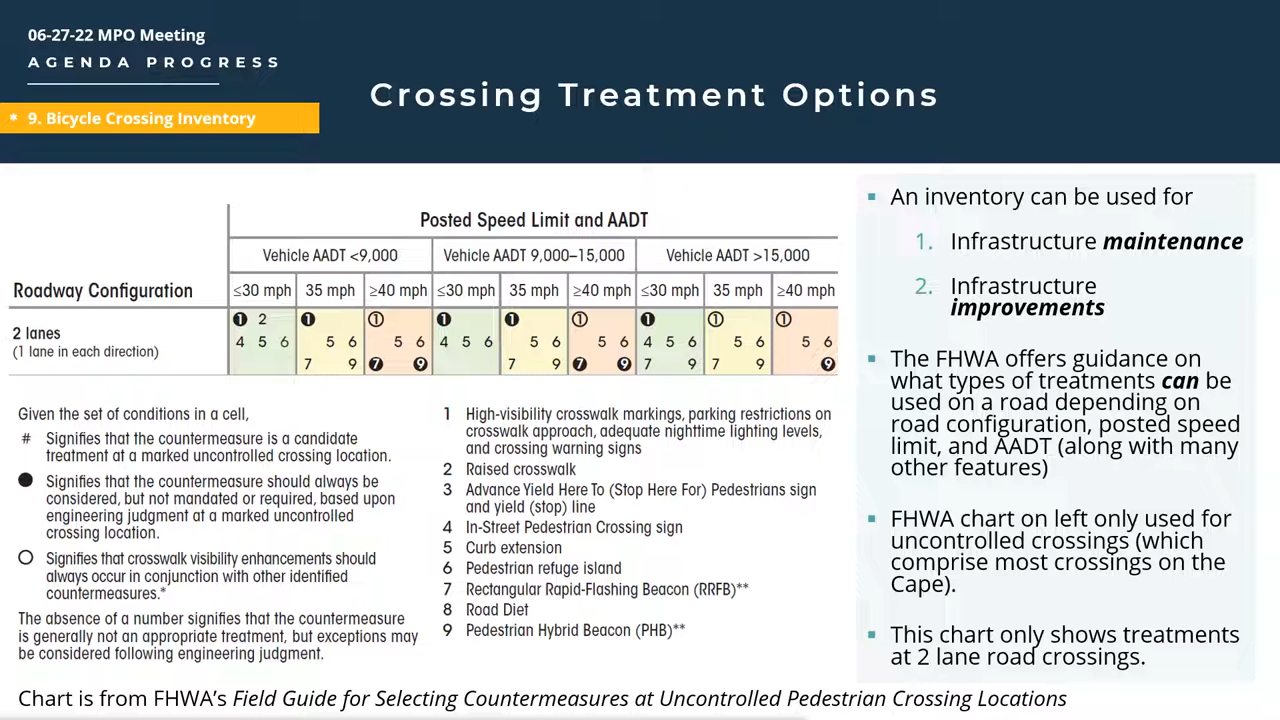 06-27-22 MPO Meeting
AGENDA PROGRESS
* 9. Bicycle Crossing Inventory
Crossing Treatment Options
Posted Speed Limit and AADT
Vehicle AADT <9,000 Vehicle AADT 9,000–15,000 Vehicle AADT >15,000
Roadway Configuration ≤30 mph 35 mph ≥40 mph ≤30 mph 35 mph ≥40 mph ≤30 mph 35 mph ≥40 mph
2 lanes
(1 lane in each direction)
❶ 2 ❶ ① ❶ ❶ ① ❶ ① ①
4 5 6 5 6 5 6 4 5 6 5 6 5 6 4 5 6 5 6 5 6
7 9 ❼ ❾ 7 9 ❼ ❾ 7 9 7 9 ❾
Given the set of conditions in a cell,
# Signifies that the countermeasure is a candidate
treatment at a marked uncontrolled crossing location.
● Signifies that the countermeasure should always be
considered, but not mandated or required, based upon
engineering judgment at a marked uncontrolled
crossing location.
○ Signifies that crosswalk visibility enhancements should
always occur in conjunction with other identified
countermeasures.*
The absence of a number signifies that the countermeasure
is generally not an appropriate treatment, but exceptions may
be considered following engineering judgment.
1 High-visibility crosswalk markings, parking restrictions on
crosswalk approach, adequate nighttime lighting levels,
and crossing warning signs
2 Raised crosswalk
3 Advance Yield Here To (Stop Here For) Pedestrians sign
and yield (stop) line
4 In-Street Pedestrian Crossing sign
5 Curb extension
6 Pedestrian refuge island
7 Rectangular Rapid-Flashing Beacon (RRFB)**
8 Road Diet
9 Pedestrian Hybrid Beacon (PHB)**
Chart is from FHWA's Field Guide for Selecting Countermeasures at Uncontrolled Pedestrian Crossing Locations
▪ An inventory can be used for
1. Infrastructure maintenance
2. Infrastructure
improvements
▪ The FHWA offers guidance on
what types of treatments can be
used on a road depending on
road configuration, posted speed
limit, and AADT (along with many
other features)
▪ FHWA chart on left only used for
uncontrolled crossings (which
comprise most crossings on the
Cape).
▪ This chart only shows treatments
at 2 lane road crossings.